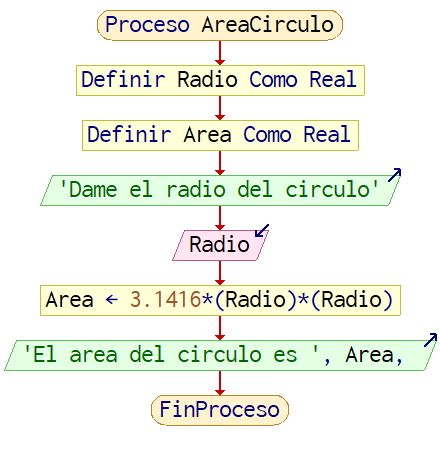 Proceso AreaCirculo
Definir Radio Como Real
Definir Area Como Real
'Dame el radio del circulo'
Radio
Area ← 3.1416*(Radio)*(Radio)
'El area del circulo es ', Area,
FinProceso